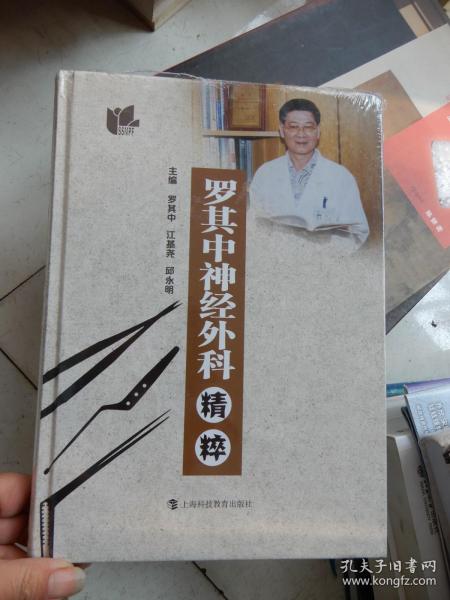 SSMPF
主编 罗其中 江基尧 邱永明
罗其中神经外科精粹
上海科技教育出版社
孔夫子旧书网
www.kongfz.com